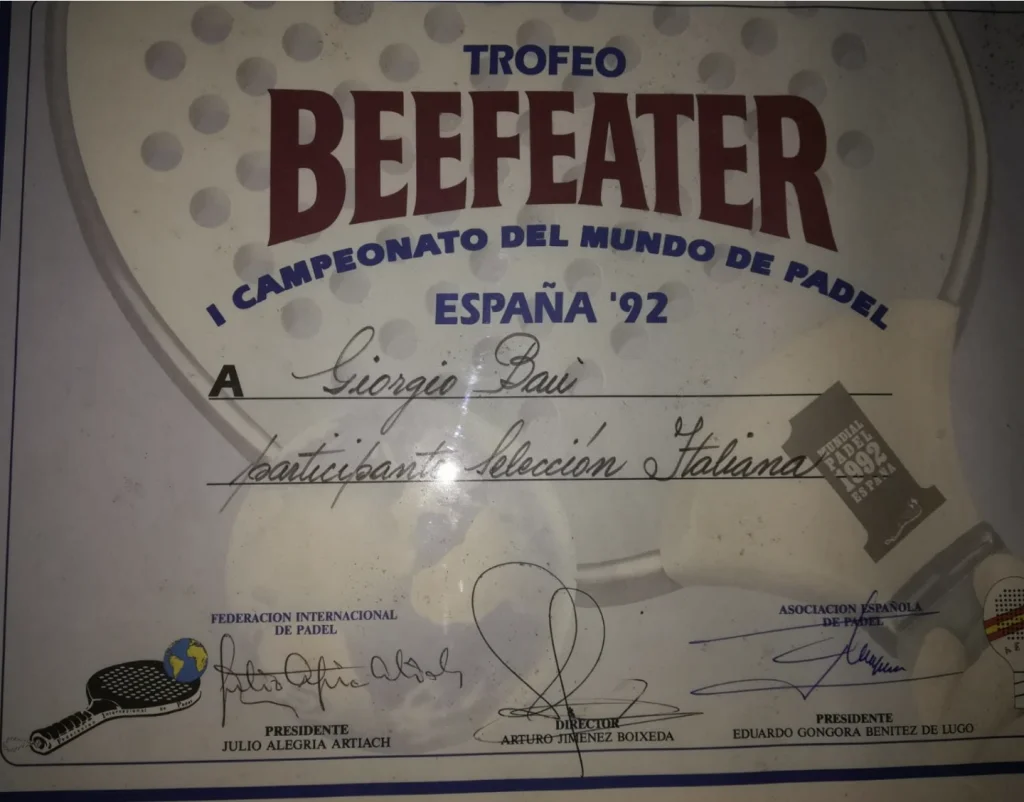 TROFEO
BEEFEATER
I CAMPEONATO DEL MUNDO DE PADEL
ESPAÑA '92
A Giorgio Bau
participante Selección Italiana
MUNDIAL
PADEL
1992
ESPAÑA
FEDERACION INTERNACIONAL
DE PADEL
ASOCIACION ESPAÑOLA
DE PADEL
PRESIDENTE
JULIO ALEGRIA ARTIACH
DIRECTOR
ARTURO JIMENEZ BOIXEDA
PRESIDENTE
EDUARDO GONGORA BENITEZ DE LUGO